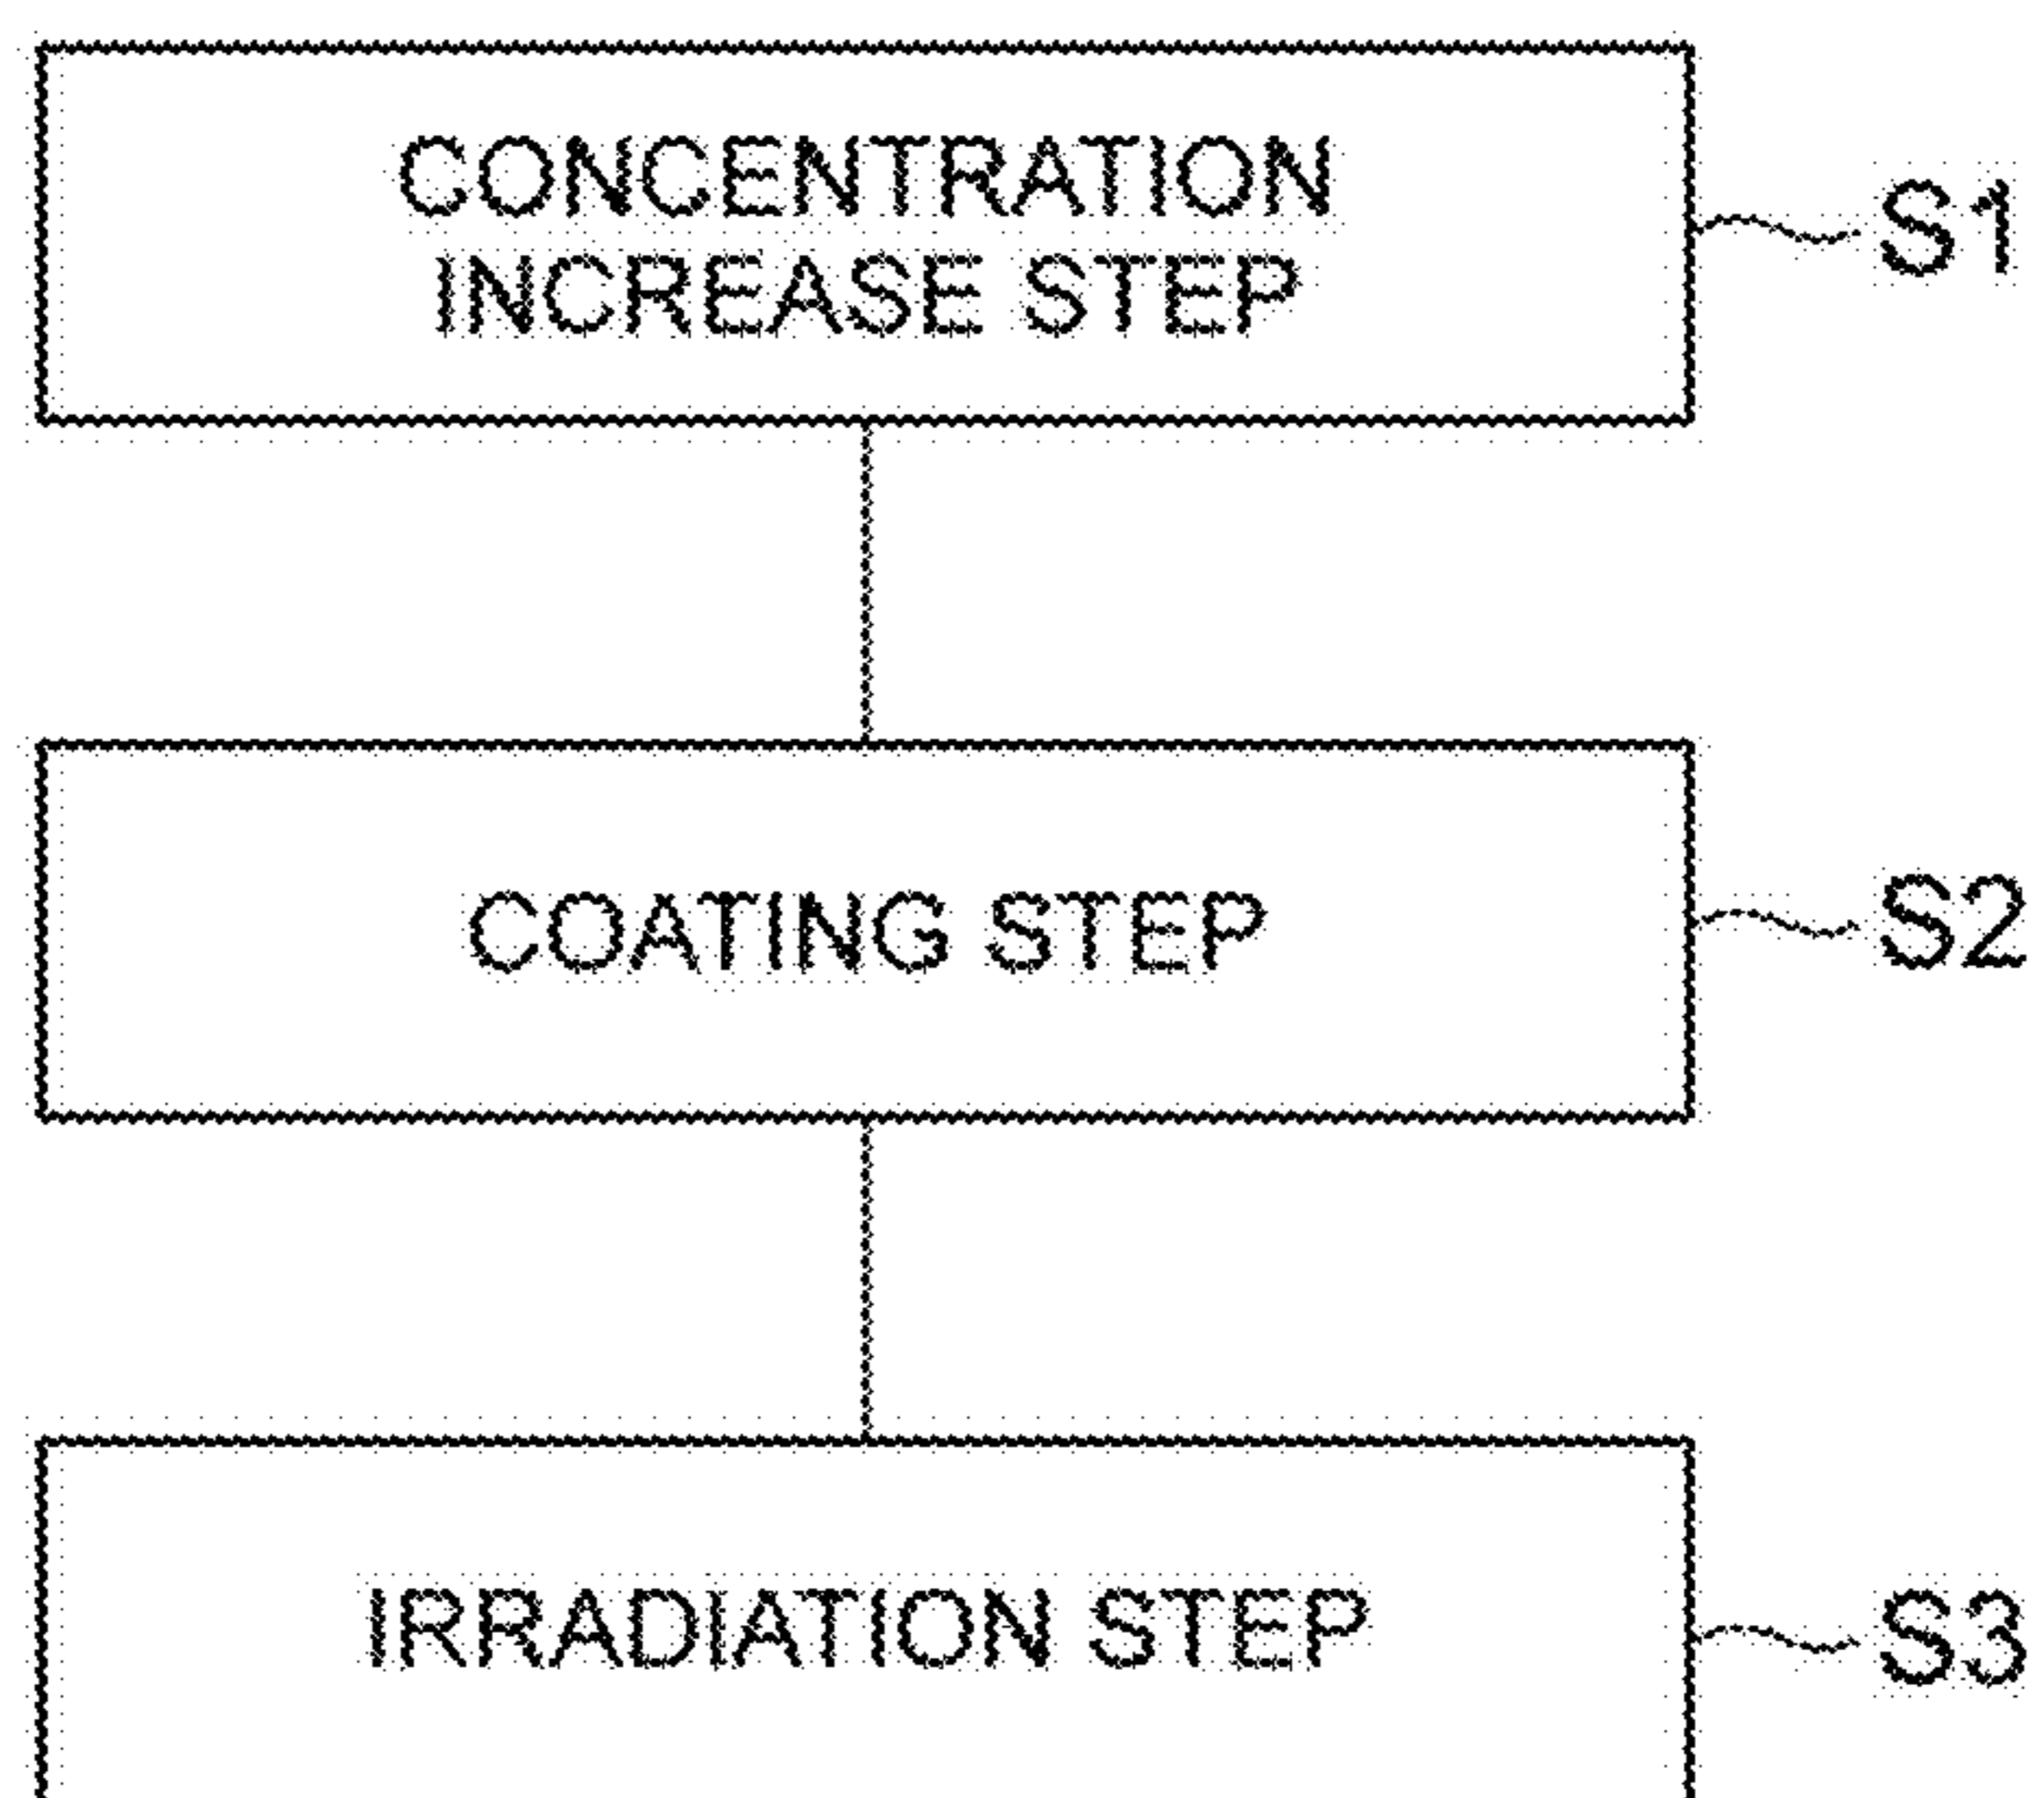 CONCENTRATION
INCREASE STEP
S1
COATING STEP
S2
IRRADIATION STEP
S3